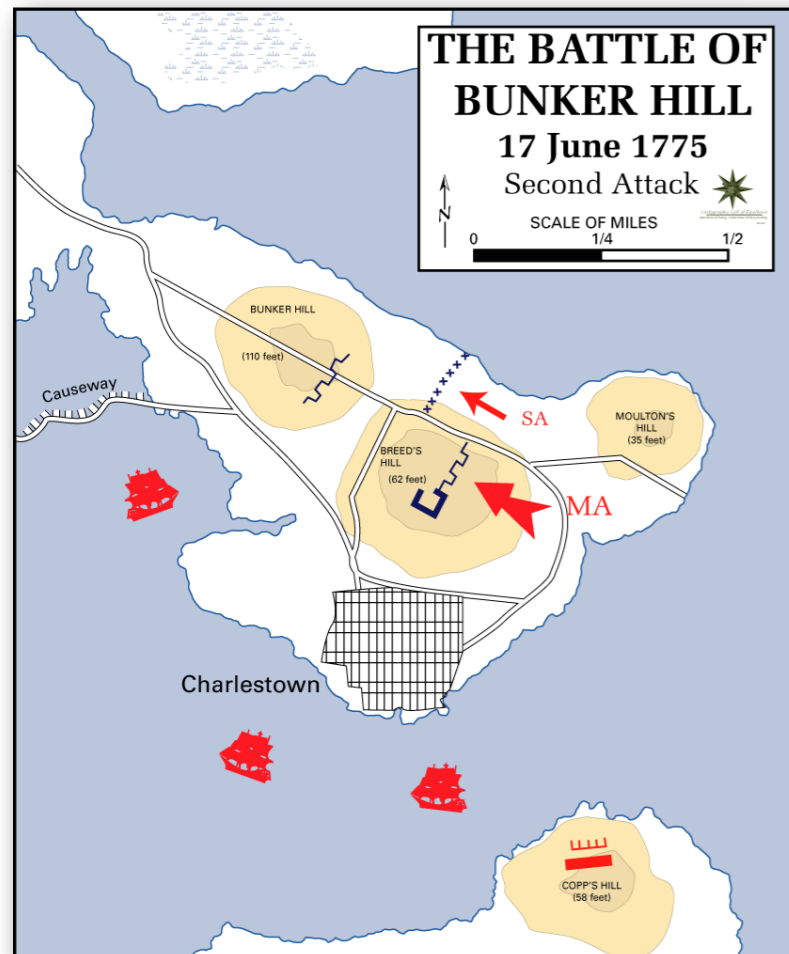 THE BATTLE OF
BUNKER HILL
17 June 1775
Second Attack
N
SCALE OF MILES
0 1/4 1/2
BUNKER HILL
(110 feet)
Causeway
SA
MOULTON'S
HILL
(35 feet)
BREED'S
HILL
(62 feet)
MA
Charlestown
COPP'S HILL
(58 feet)